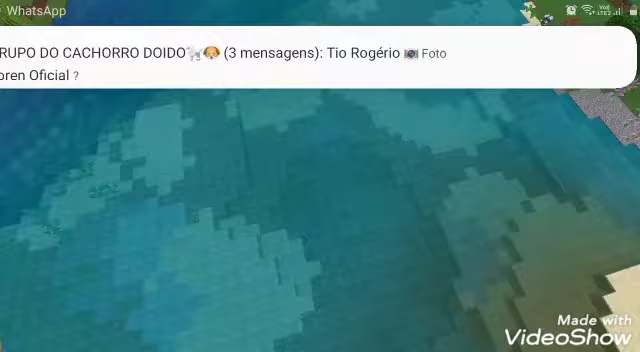 WhatsApp
RUPO DO CACHORRO DOIDO🐩🐶 (3 mensagens): Tio Rogério 📷 Foto
oren Oficial ?
Made with
VideoShow